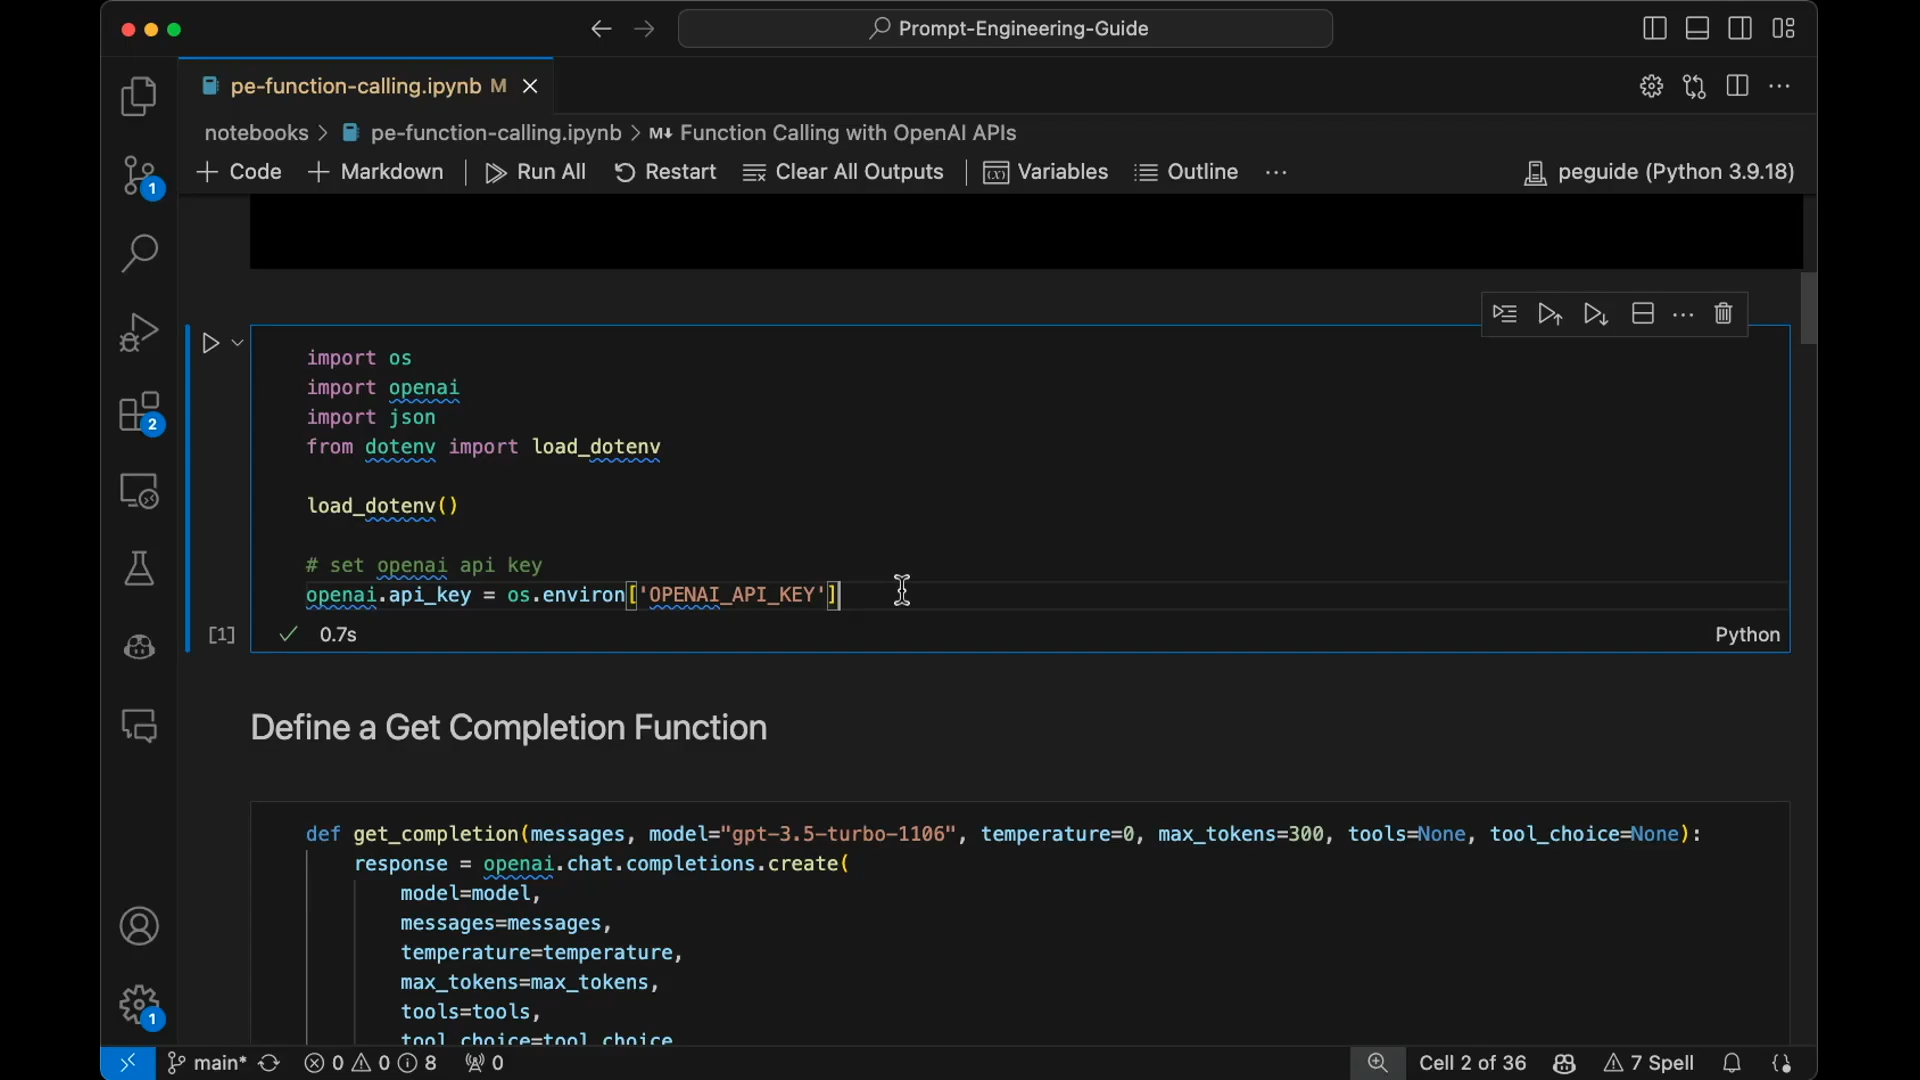 Prompt-Engineering-Guide
pe-function-calling.ipynb M
notebooks > pe-function-calling.ipynb > M↓ Function Calling with OpenAI APIs
+ Code + Markdown | Run All Restart Clear All Outputs | (x) Variables Outline ... peguide (Python 3.9.18)
1
2
import os
import openai
import json
from dotenv import load_dotenv
load_dotenv()
# set openai api key
openai.api_key = os.environ['OPENAI_API_KEY']
[1] ✓ 0.7s Python
Define a Get Completion Function
def get_completion(messages, model="gpt-3.5-turbo-1106", temperature=0, max_tokens=300, tools=None, tool_choice=None):
response = openai.chat.completions.create(
model=model,
messages=messages,
temperature=temperature,
max_tokens=max_tokens,
tools=tools,
tool_choice=tool_choice
1
main* 0 0 8 0 Cell 2 of 36 7 Spell